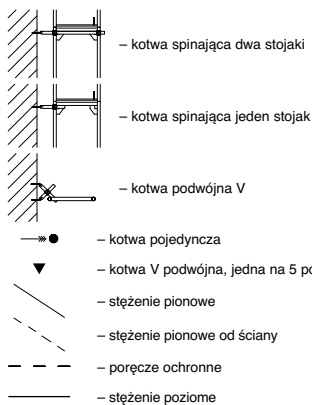 – kotwa spinająca dwa stojaki
– kotwa spinająca jeden stojak
– kotwa podwójna V
– kotwa pojedyncza
– kotwa V podwójna, jedna na 5 po
– stężenie pionowe
– stężenie pionowe od ściany
– poręcze ochronne
– stężenie poziome